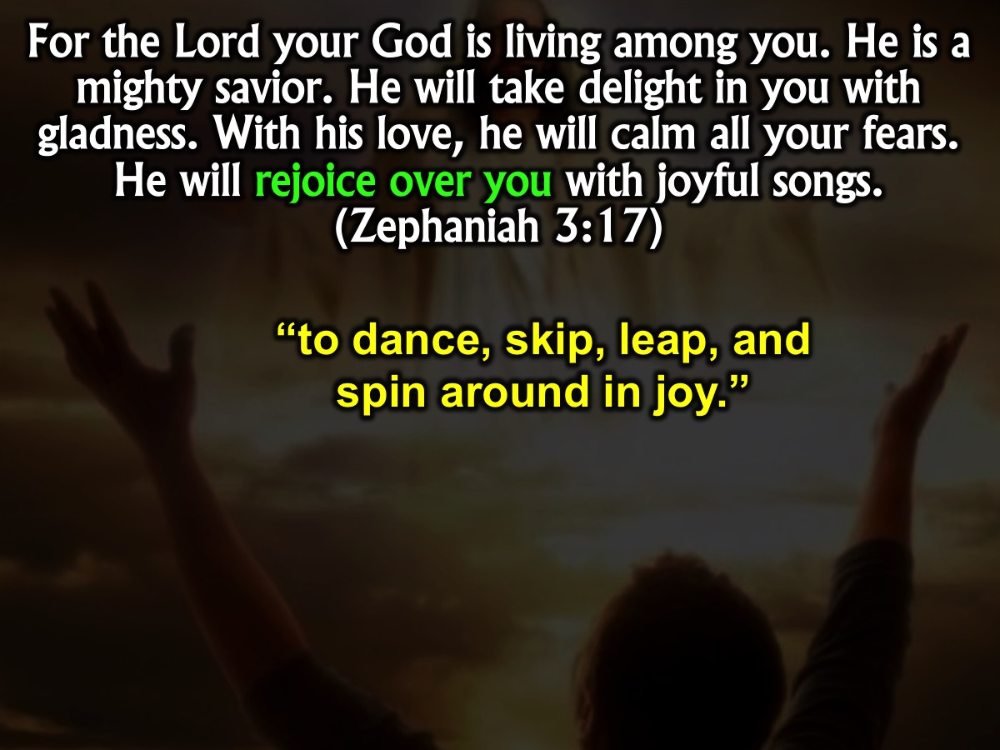 For the Lord your God is living among you. He is a
mighty savior. He will take delight in you with
gladness. With his love, he will calm all your fears.
He will rejoice over you with joyful songs.
(Zephaniah 3:17)
“to dance, skip, leap, and
spin around in joy.”